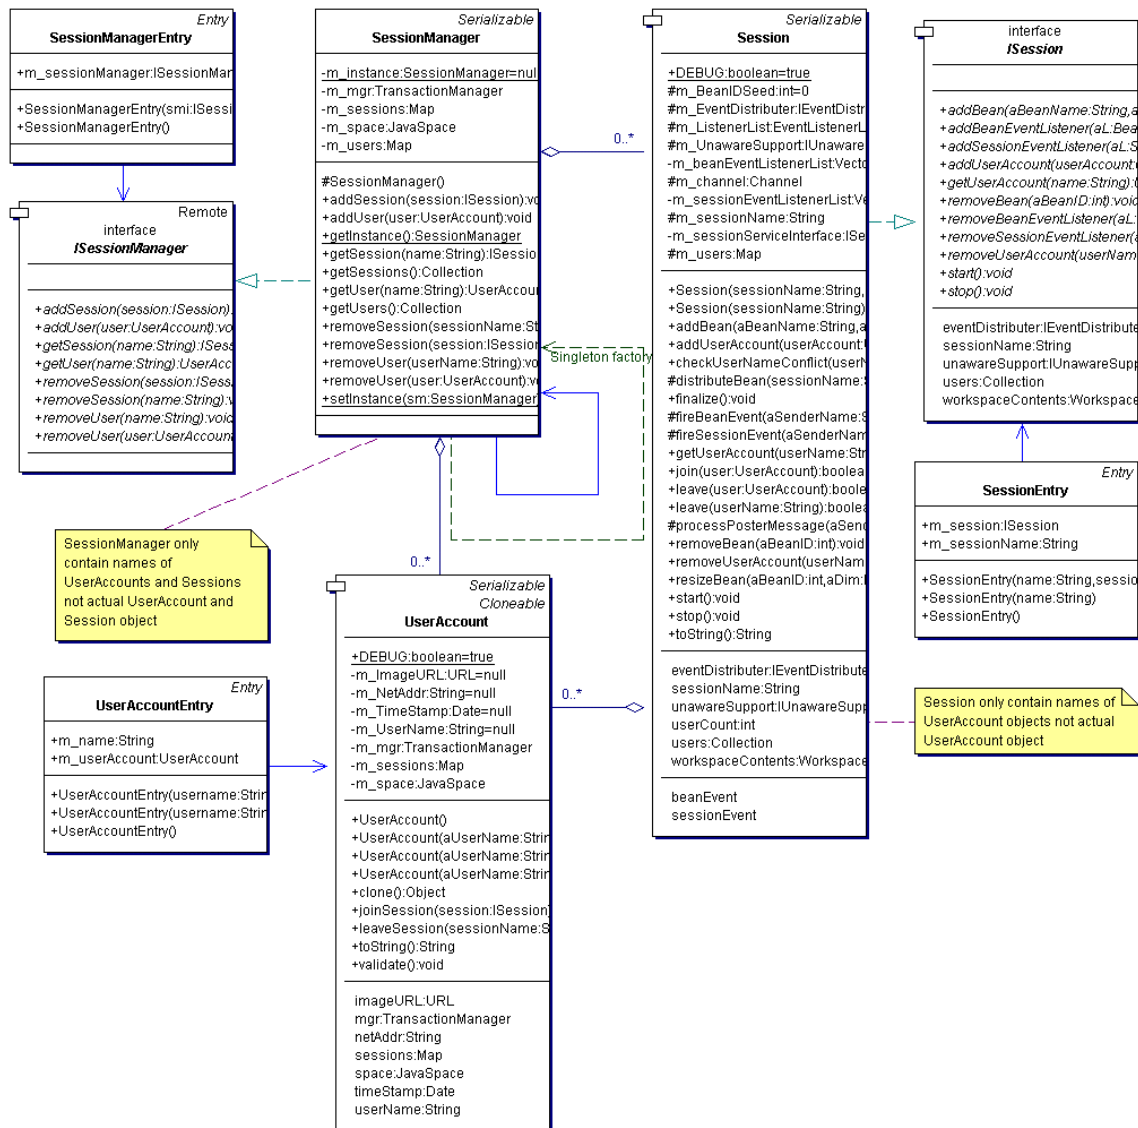 Entry
SessionManagerEntry
+m_sessionManager:ISessionMan
+SessionManagerEntry(smi:ISessi
+SessionManagerEntry()
Remote
interface
ISessionManager
+addSession(session:ISession).
+addUser(user:UserAccount):vo
+getSession(name:String):ISess
+getUser(name:String):UserAcc
+removeSession(session:ISess
+removeSession(name:String):v
+removeUser(name:String):voic
+removeUser(user:UserAccount
Serializable
SessionManager
-m_instance:SessionManager=null
-m_mgr:TransactionManager
-m_sessions:Map
-m_space:JavaSpace
-m_users:Map
#SessionManager()
+addSession(session:ISession):vo
+addUser(user:UserAccount):void
+getInstance():SessionManager
+getSession(name:String):ISessio
+getSessions():Collection
+getUser(name:String):UserAccou
+getUsers():Collection
+removeSession(sessionName:St
+removeSession(session:ISession
+removeUser(userName:String):vo
+removeUser(user:UserAccount):v
+setInstance(sm:SessionManager
Singleton factory
0..*
0..*
0..*
Serializable
Session
+DEBUG:boolean=true
#m_BeanIDSeed:int=0
#m_EventDistributer:IEventDistr
#m_ListenerList:EventListenerL
#m_UnawareSupport:IUnaware
-m_beanEventListenerList:Vecto
#m_channel:Channel
-m_sessionEventListenerList:Ve
#m_sessionName:String
-m_sessionServiceInterface:ISe
#m_users:Map
+Session(sessionName:String,
+Session(sessionName:String)
+addBean(aBeanName:String,a
+addUserAccount(userAccount:U
+checkUserNameConflict(userN
#distributeBean(sessionName:S
+finalize():void
#fireBeanEvent(aSenderName:S
#fireSessionEvent(aSenderNam
+getUserAccount(userName:Stri
+join(user:UserAccount):boolea
+leave(user:UserAccount):boole
+leave(userName:String):boolea
#processPosterMessage(aSend
+removeBean(aBeanID:int):void
+removeUserAccount(userNam
+resizeBean(aBeanID:int,aDim:I
+start():void
+stop():void
+toString():String
eventDistributer:IEventDistribute
sessionName:String
unawareSupport:IUnawareSupp
userCount:int
users:Collection
workspaceContents:Workspace
beanEvent
sessionEvent
interface
ISession
+addBean(aBeanName:String,a
+addBeanEventListener(aL:Bea
+addSessionEventListener(aL:S
+addUserAccount(userAccount:
+getUserAccount(name:String):U
+removeBean(aBeanID:int):void
+removeBeanEventListener(aL:
+removeSessionEventListener(a
+removeUserAccount(userNam
+start():void
+stop():void
eventDistributer:IEventDistribute
sessionName:String
unawareSupport:IUnawareSupp
users:Collection
workspaceContents:Workspace
Entry
SessionEntry
+m_session:ISession
+m_sessionName:String
+SessionEntry(name:String,sessio
+SessionEntry(name:String)
+SessionEntry()
SessionManager only
contain names of
UserAccounts and Sessions
not actual UserAccount and
Session object
Session only contain names of
UserAccount objects not actual
UserAccount object
Entry
UserAccountEntry
+m_name:String
+m_userAccount:UserAccount
+UserAccountEntry(username:Strin
+UserAccountEntry(username:Strin
+UserAccountEntry()
Serializable
Cloneable
UserAccount
+DEBUG:boolean=true
-m_ImageURL:URL=null
-m_NetAddr:String=null
-m_TimeStamp:Date=null
-m_UserName:String=null
-m_mgr:TransactionManager
-m_sessions:Map
-m_space:JavaSpace
+UserAccount()
+UserAccount(aUserName:Strin
+UserAccount(aUserName:Strin
+UserAccount(aUserName:Strin
+clone():Object
+joinSession(session:ISession)
+leaveSession(sessionName:S
+toString():String
+validate():void
imageURL:URL
mgr:TransactionManager
netAddr:String
sessions:Map
space:JavaSpace
timeStamp:Date
userName:String